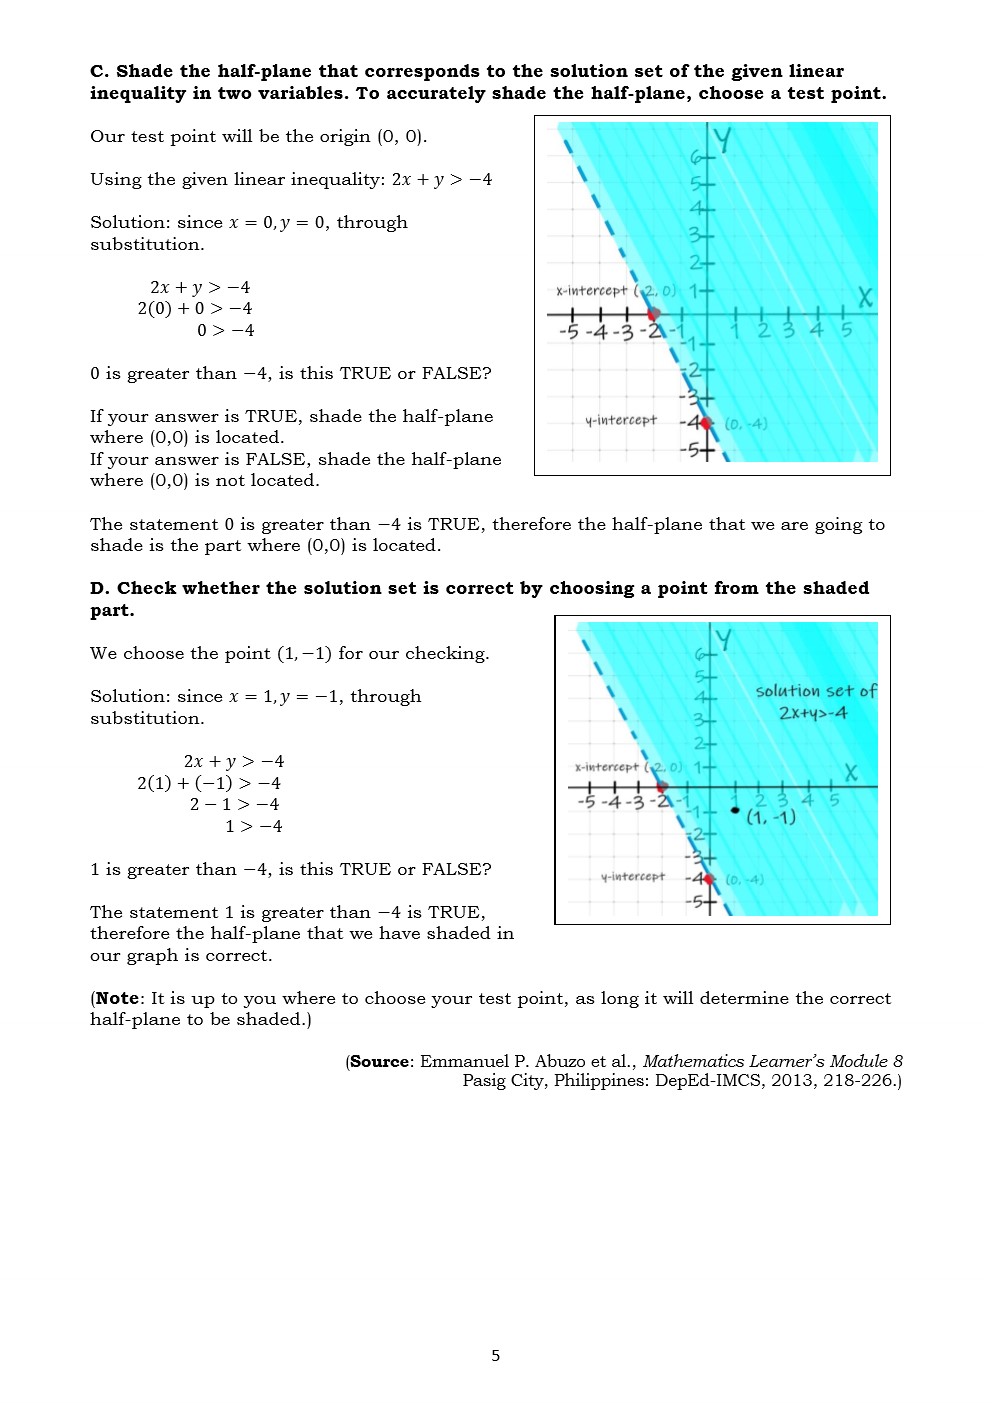 C. Shade the half-plane that corresponds to the solution set of the given linear
inequality in two variables. To accurately shade the half-plane, choose a test point.
Our test point will be the origin (0, 0).
Using the given linear inequality: 2x + y > −4
Solution: since x = 0, y = 0, through
substitution.
2x + y > −4
2(0) + 0 > −4
0 > −4
0 is greater than −4, is this TRUE or FALSE?
If your answer is TRUE, shade the half-plane
where (0,0) is located.
If your answer is FALSE, shade the half-plane
where (0,0) is not located.
Y
6
5
4
3
2
x-intercept (-2, 0) 1
X
-5 -4 -3 -2 -1 1 2 3 4 5
-1
-2
-3
y-intercept -4 (0, -4)
-5
The statement 0 is greater than −4 is TRUE, therefore the half-plane that we are going to
shade is the part where (0,0) is located.
D. Check whether the solution set is correct by choosing a point from the shaded
part.
We choose the point (1, −1) for our checking.
Solution: since x = 1, y = −1, through
substitution.
2x + y > −4
2(1) + (−1) > −4
2 − 1 > −4
1 > −4
1 is greater than −4, is this TRUE or FALSE?
The statement 1 is greater than −4 is TRUE,
therefore the half-plane that we have shaded in
our graph is correct.
Y
6
5
solution set of
4
2x+y>-4
3
2
x-intercept (-2, 0) 1
X
-5 -4 -3 -2 -1 1 2 3 4 5
-1
(1, -1)
-2
-3
y-intercept -4 (0, -4)
-5
(Note: It is up to you where to choose your test point, as long it will determine the correct
half-plane to be shaded.)
(Source: Emmanuel P. Abuzo et al., Mathematics Learner's Module 8
Pasig City, Philippines: DepEd-IMCS, 2013, 218-226.)
5